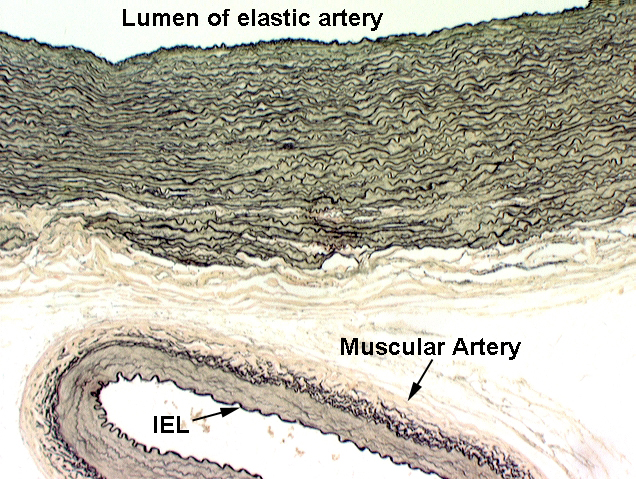 Lumen of elastic artery
Muscular Artery
IEL